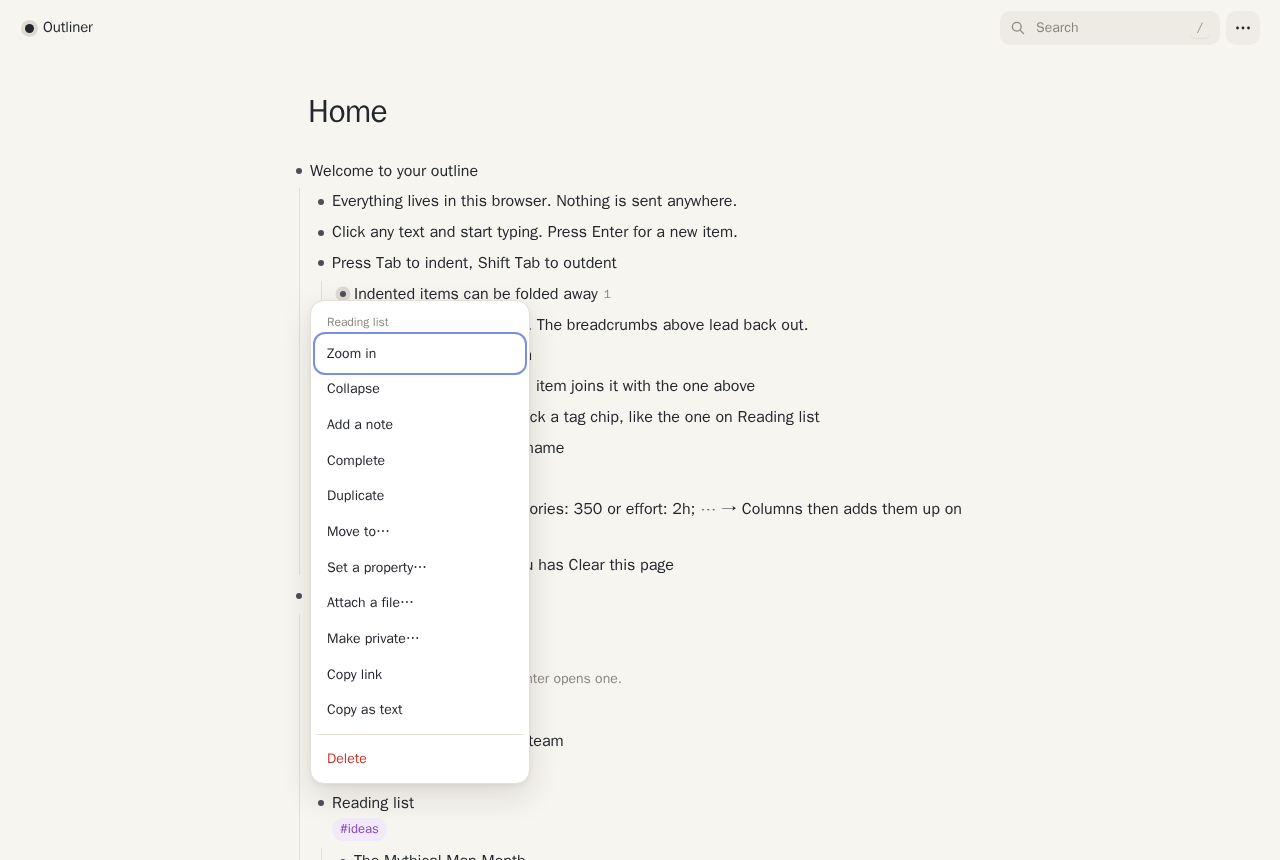 Outliner
Search /
Home
Welcome to your outline
Everything lives in this browser. Nothing is sent anywhere.
Click any text and start typing. Press Enter for a new item.
Press Tab to indent, Shift Tab to outdent
Indented items can be folded away 1
Reading list
. The breadcrumbs above lead back out.
Zoom in
item joins it with the one above
Collapse
a tag chip, like the one on Reading list
Add a note
Complete
Duplicate
350 or effort: 2h; ··· → Columns then adds them up on
Move to···
has Clear this page
Set a property···
Attach a file···
Make private···
Copy link
opens one.
Copy as text
team
Delete
Reading list
#ideas
The Mythical Man Month